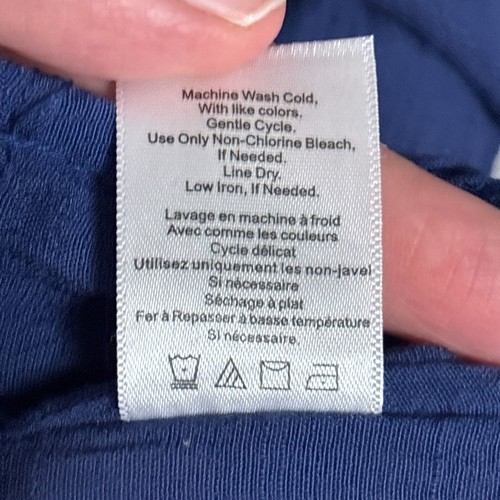 Machine Wash Cold,
With like colors.
Gentle Cycle.
Use Only Non-Chlorine Bleach,
If Needed.
Line Dry.
Low Iron, If Needed.
Lavage en machine à froid
Avec comme les couleurs
Cycle délicat
Utilisez uniquement les non-javel
Si nécessaire
Séchage à plat
Fer à Repasser à basse température
Si nécessaire.